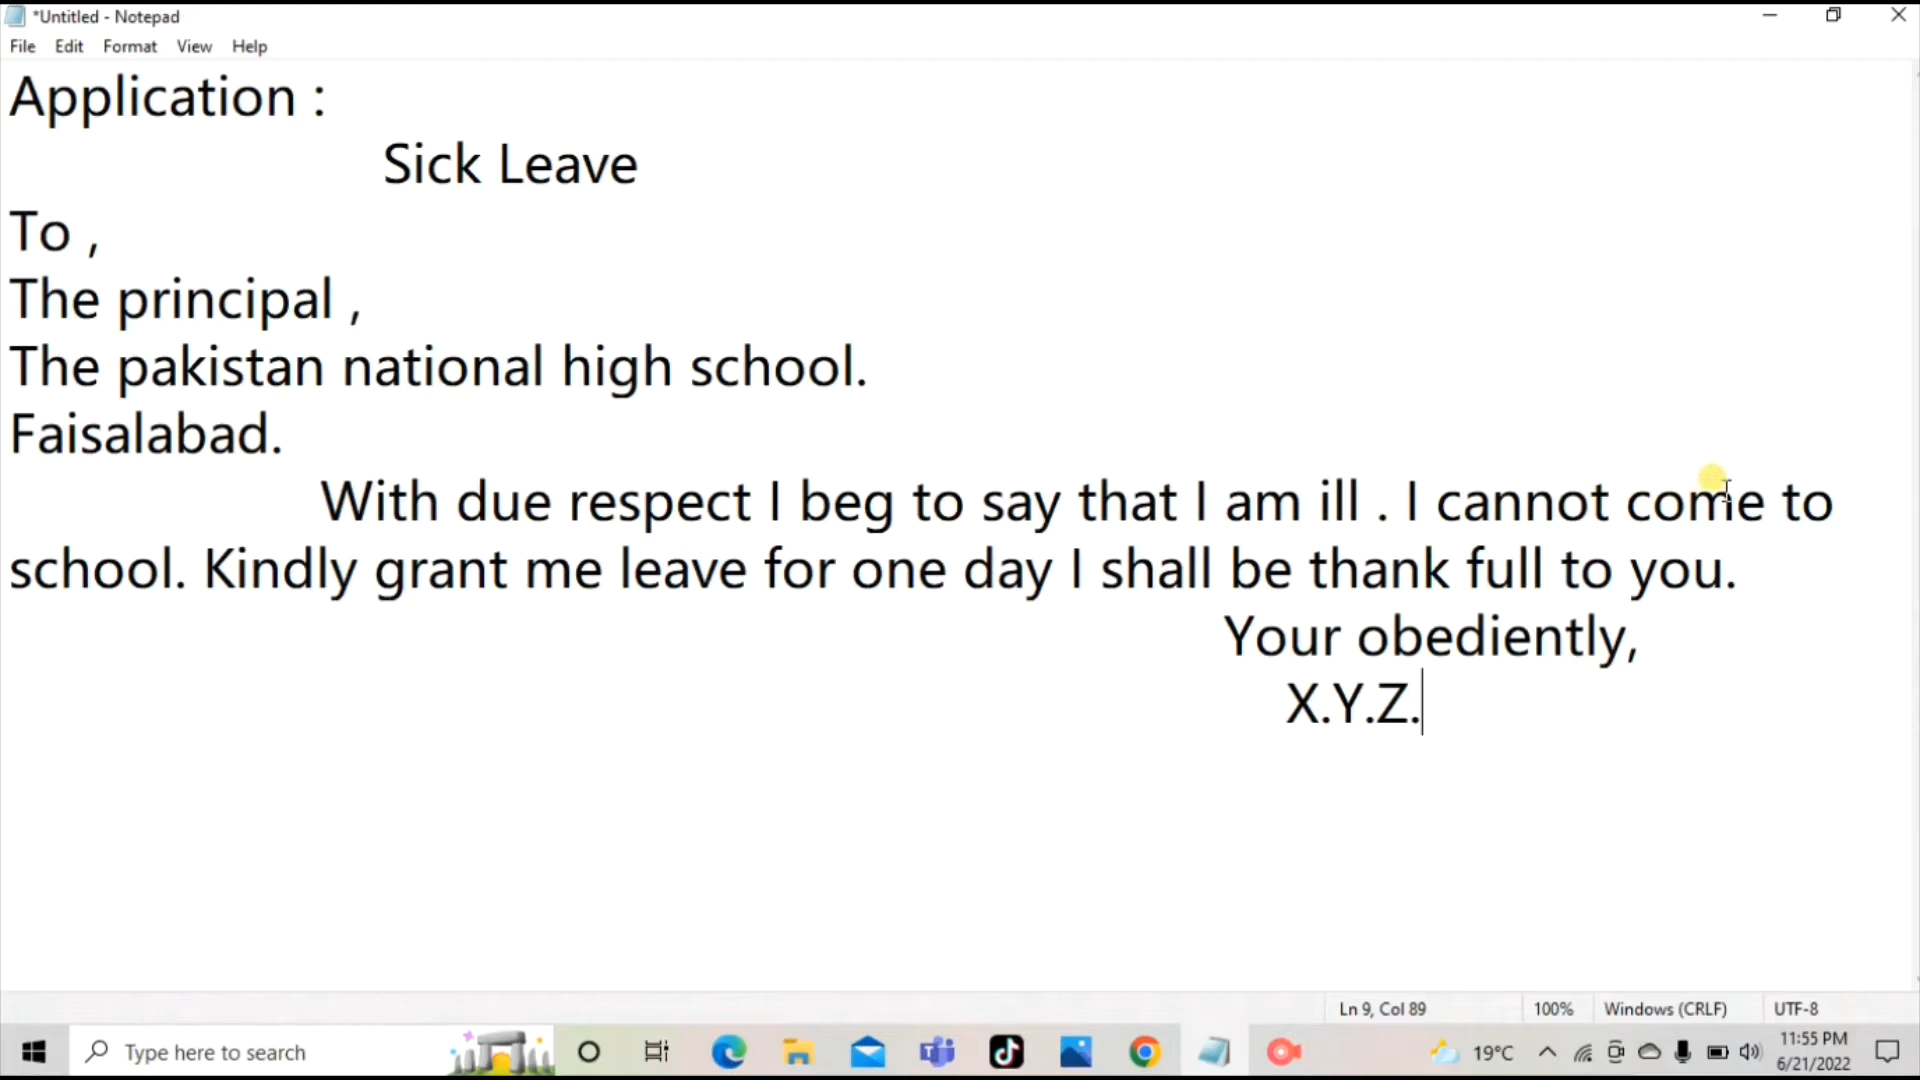 *Untitled - Notepad
File Edit Format View Help
Application :
Sick Leave
To ,
The principal ,
The pakistan national high school.
Faisalabad.
With due respect I beg to say that I am ill . I cannot come to
school. Kindly grant me leave for one day I shall be thank full to you.
Your obediently,
X.Y.Z.
Ln 9, Col 89 100% Windows (CRLF) UTF-8
Type here to search 19°C 11:55 PM
6/21/2022